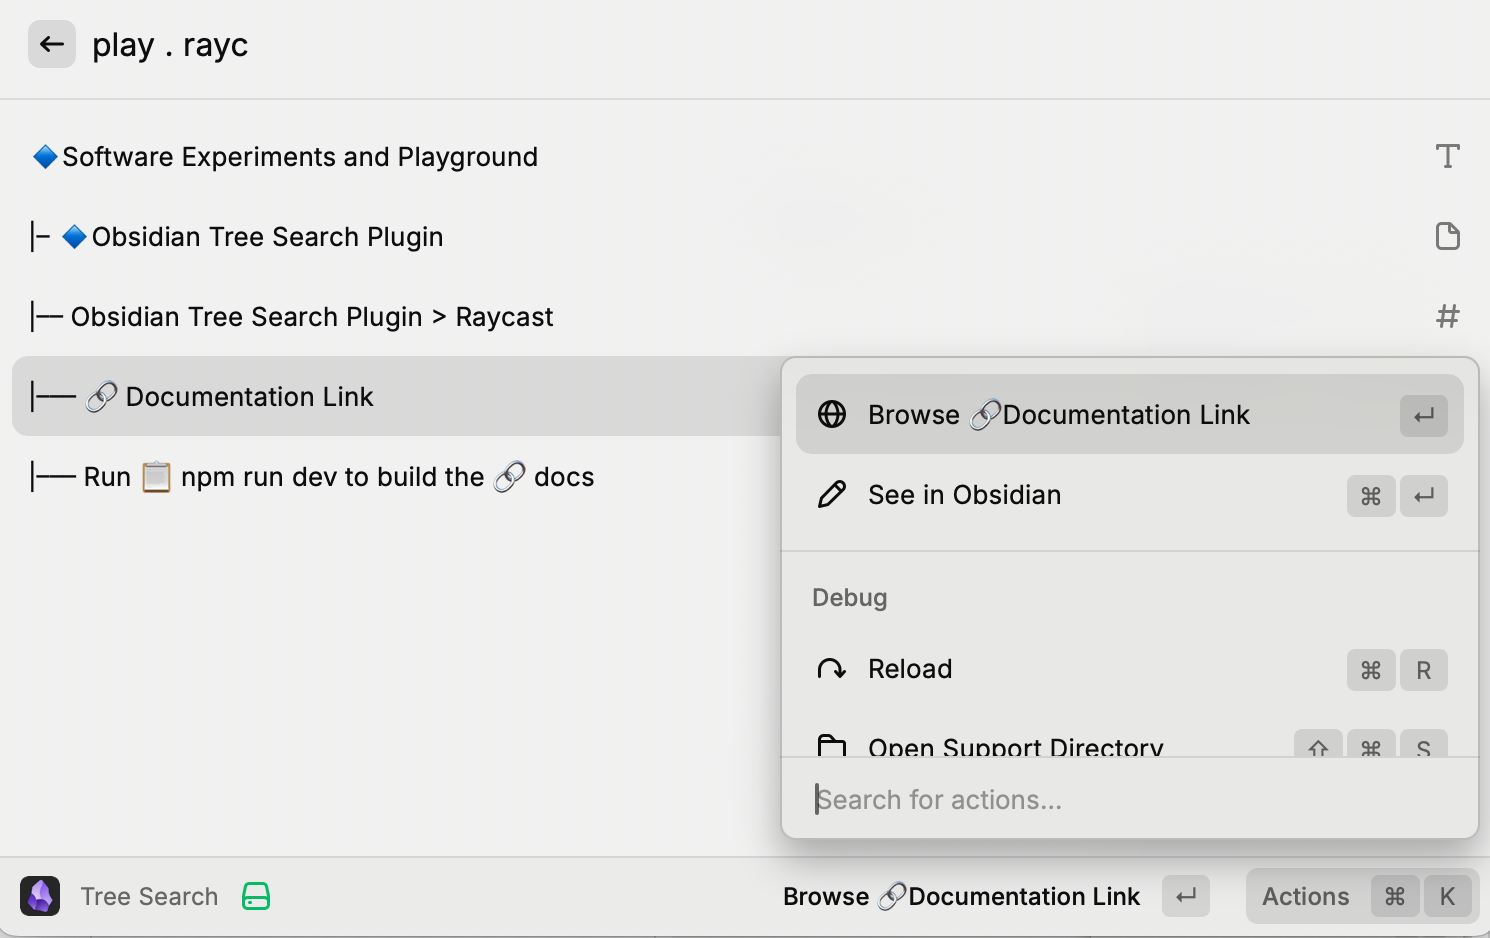 play . rayc
🔷Software Experiments and Playground
|– 🔷Obsidian Tree Search Plugin
|–– Obsidian Tree Search Plugin > Raycast
|––– 🔗 Documentation Link
|––– Run 📋 npm run dev to build the 🔗 docs
Browse 🔗Documentation Link ↵
See in Obsidian ⌘ ↵
Debug
Reload ⌘ R
Open Support Directory ⇧ ⌘ S
Search for actions...
Tree Search
Browse 🔗Documentation Link ↵ Actions ⌘ K